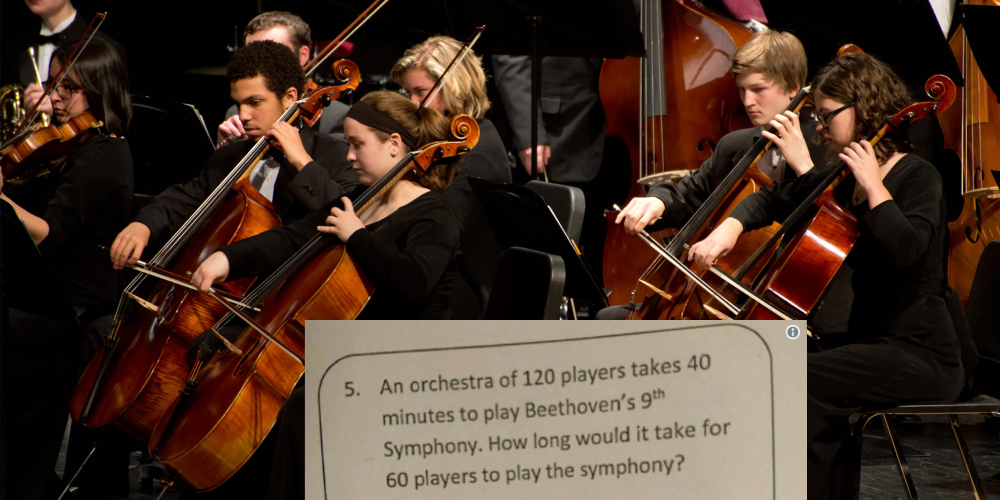 5. An orchestra of 120 players takes 40
minutes to play Beethoven's 9th
Symphony. How long would it take for
60 players to play the symphony?